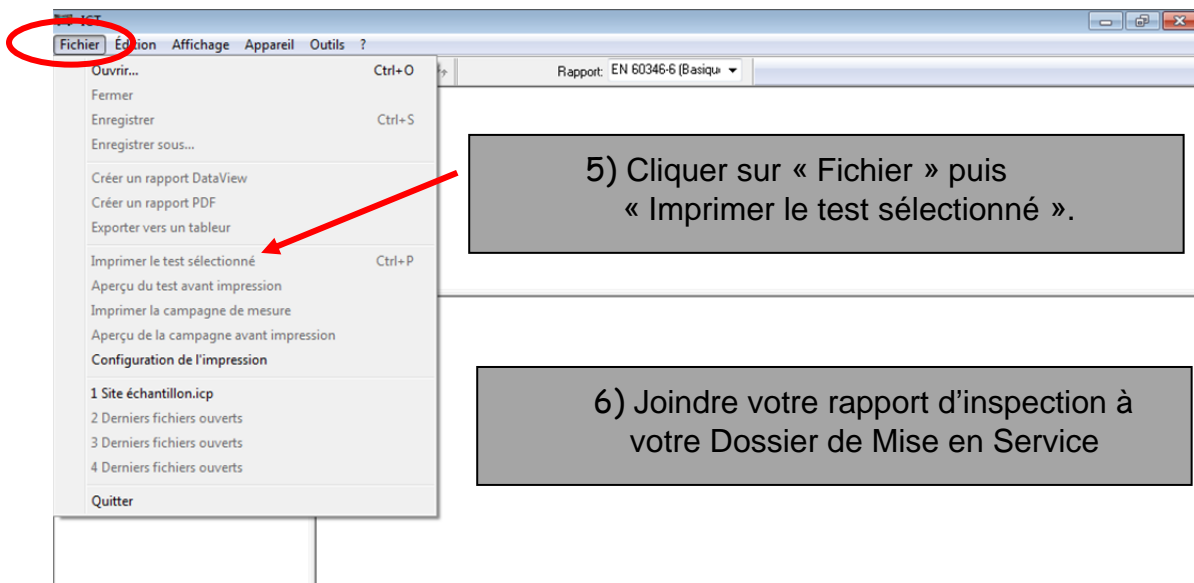 ICT
Fichier Édition Affichage Appareil Outils ?
Rapport: EN 60346-6 (Basiqu
Ouvrir... Ctrl+O
Fermer
Enregistrer Ctrl+S
Enregistrer sous...
Créer un rapport DataView
Créer un rapport PDF
Exporter vers un tableur
Imprimer le test sélectionné Ctrl+P
Aperçu du test avant impression
Imprimer la campagne de mesure
Aperçu de la campagne avant impression
Configuration de l'impression
1 Site échantillon.icp
2 Derniers fichiers ouverts
3 Derniers fichiers ouverts
4 Derniers fichiers ouverts
Quitter
5) Cliquer sur « Fichier » puis
« Imprimer le test sélectionné ».
6) Joindre votre rapport d’inspection à
votre Dossier de Mise en Service